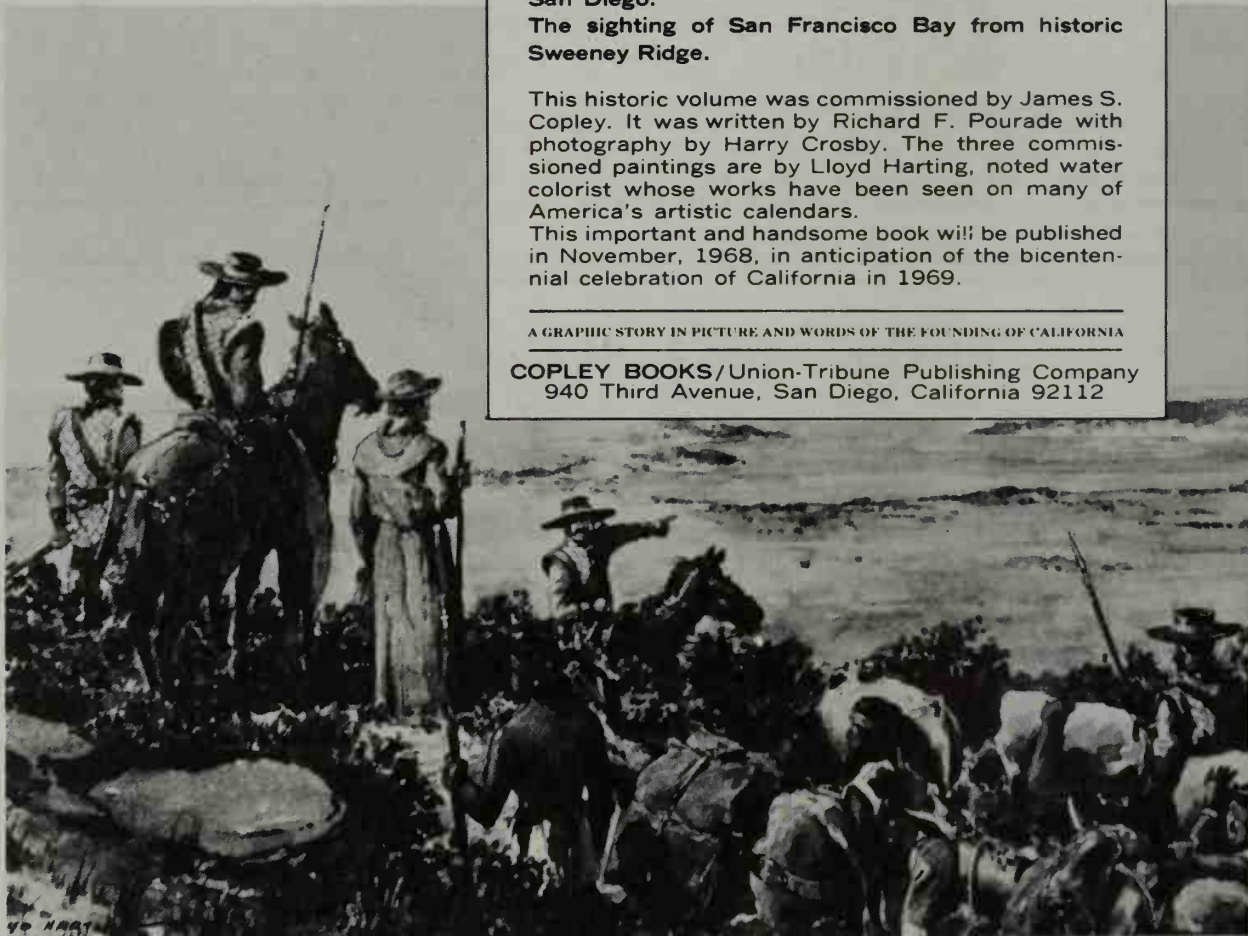 San Diego.
The sighting of San Francisco Bay from historic
Sweeney Ridge.
This historic volume was commissioned by James S.
Copley. It was written by Richard F. Pourade with
photography by Harry Crosby. The three commis-
sioned paintings are by Lloyd Harting, noted water
colorist whose works have been seen on many of
America's artistic calendars.
This important and handsome book will be published
in November, 1968, in anticipation of the bicenten-
nial celebration of California in 1969.
A GRAPHIC STORY IN PICTURE AND WORDS OF THE FOUNDING OF CALIFORNIA
COPLEY BOOKS/Union-Tribune Publishing Company
940 Third Avenue, San Diego, California 92112